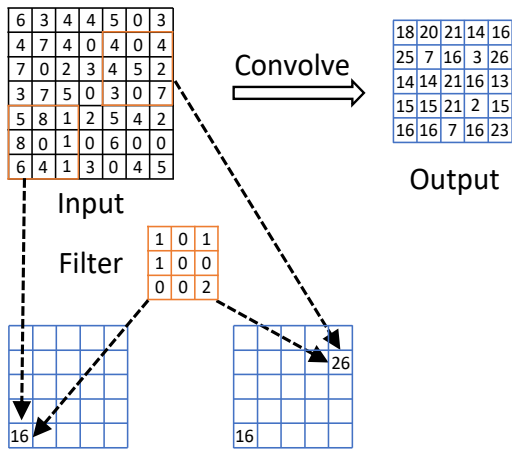 6 3 4 4 5 0 3
4 7 4 0 4 0 4
7 0 2 3 4 5 2
3 7 5 0 3 0 7
5 8 1 2 5 4 2
8 0 1 0 6 0 0
6 4 1 3 0 4 5
Input
Convolve
18 20 21 14 16
25 7 16 3 26
14 14 21 16 13
15 15 21 2 15
16 16 7 16 23
Output
Filter
1 0 1
1 0 0
0 0 2
16
26
16